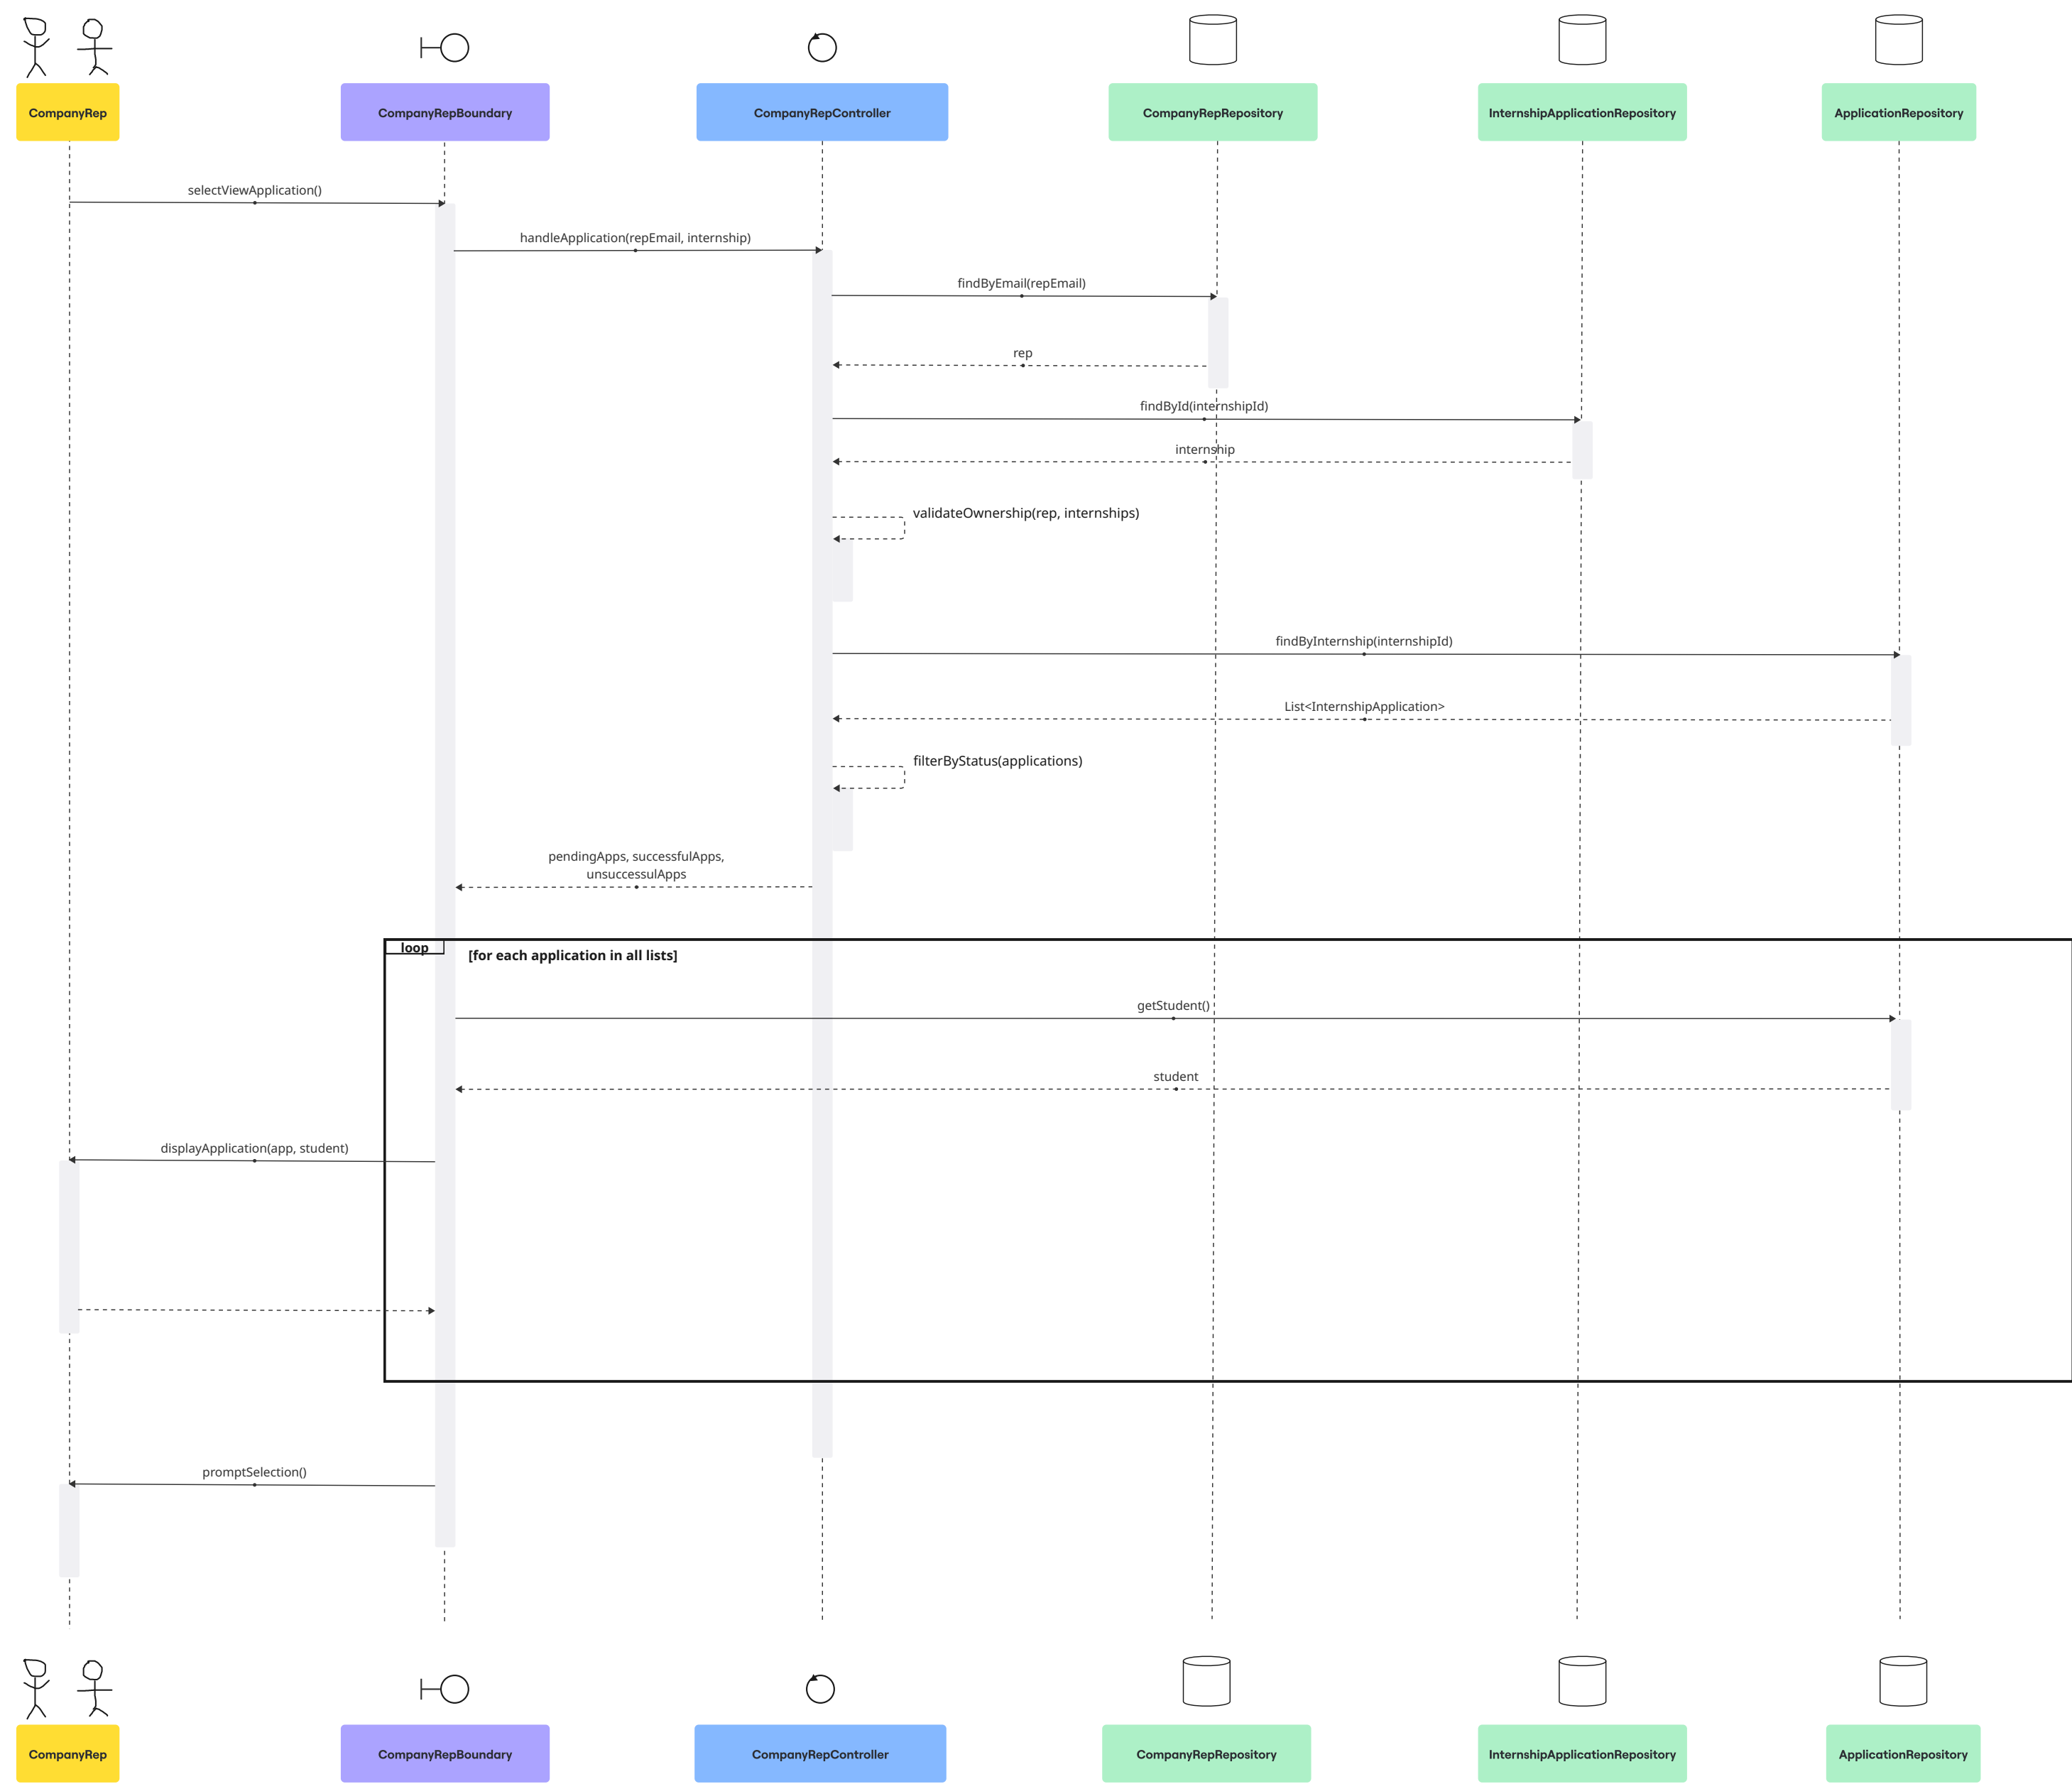 CompanyRep
CompanyRepBoundary
CompanyRepController
CompanyRepRepository
InternshipApplicationRepository
ApplicationRepository
selectViewApplication()
handleApplication(repEmail, internship)
findByEmail(repEmail)
rep
findById(internshipId)
internship
validateOwnership(rep, internships)
findByInternship(internshipId)
List<InternshipApplication>
filterByStatus(applications)
pendingApps, successfulApps,
unsuccessulApps
loop
[for each application in all lists]
getStudent()
student
displayApplication(app, student)
promptSelection()
CompanyRep
CompanyRepBoundary
CompanyRepController
CompanyRepRepository
InternshipApplicationRepository
ApplicationRepository